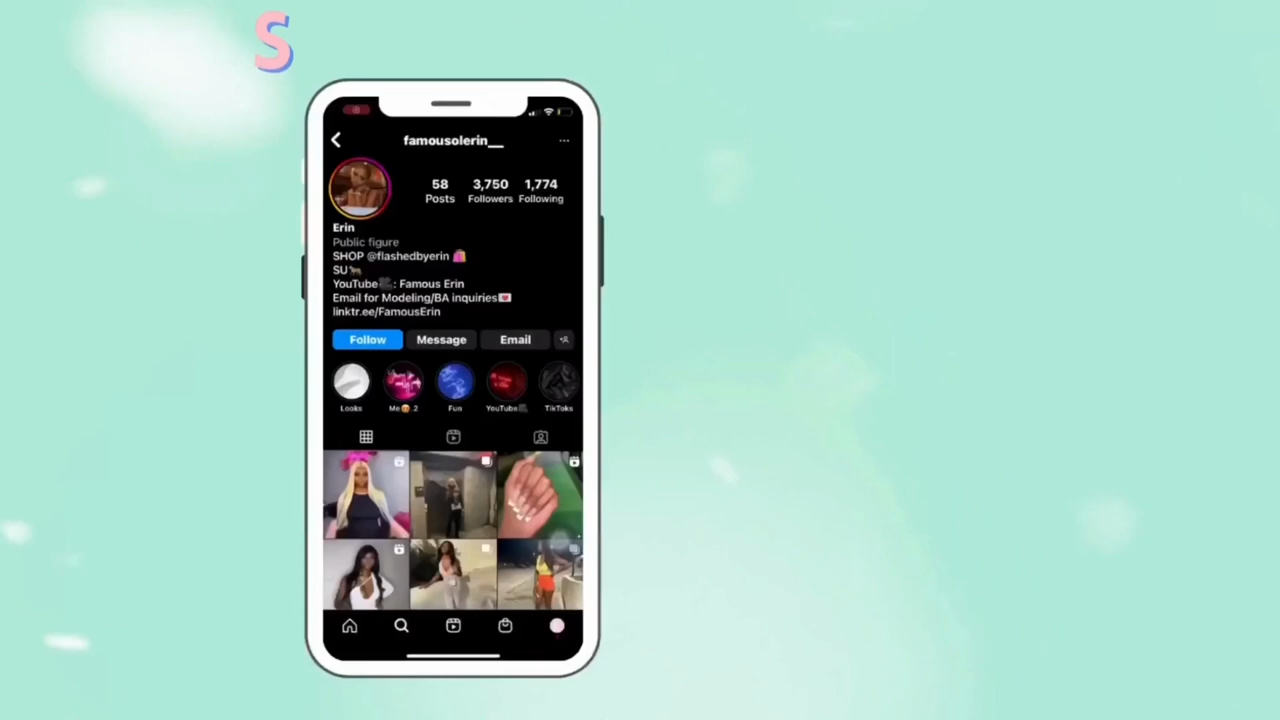 S
famousolerin__
58 3,750 1,774
Posts Followers Following
Erin
Public figure
SHOP @flashedbyerin 🛍️
SU🐆
YouTube🎥: Famous Erin
Email for Modeling/BA inquiries💌
linktr.ee/FamousErin
Follow Message Email
Looks Me🥵 2 Fun YouTube🎥 TikToks